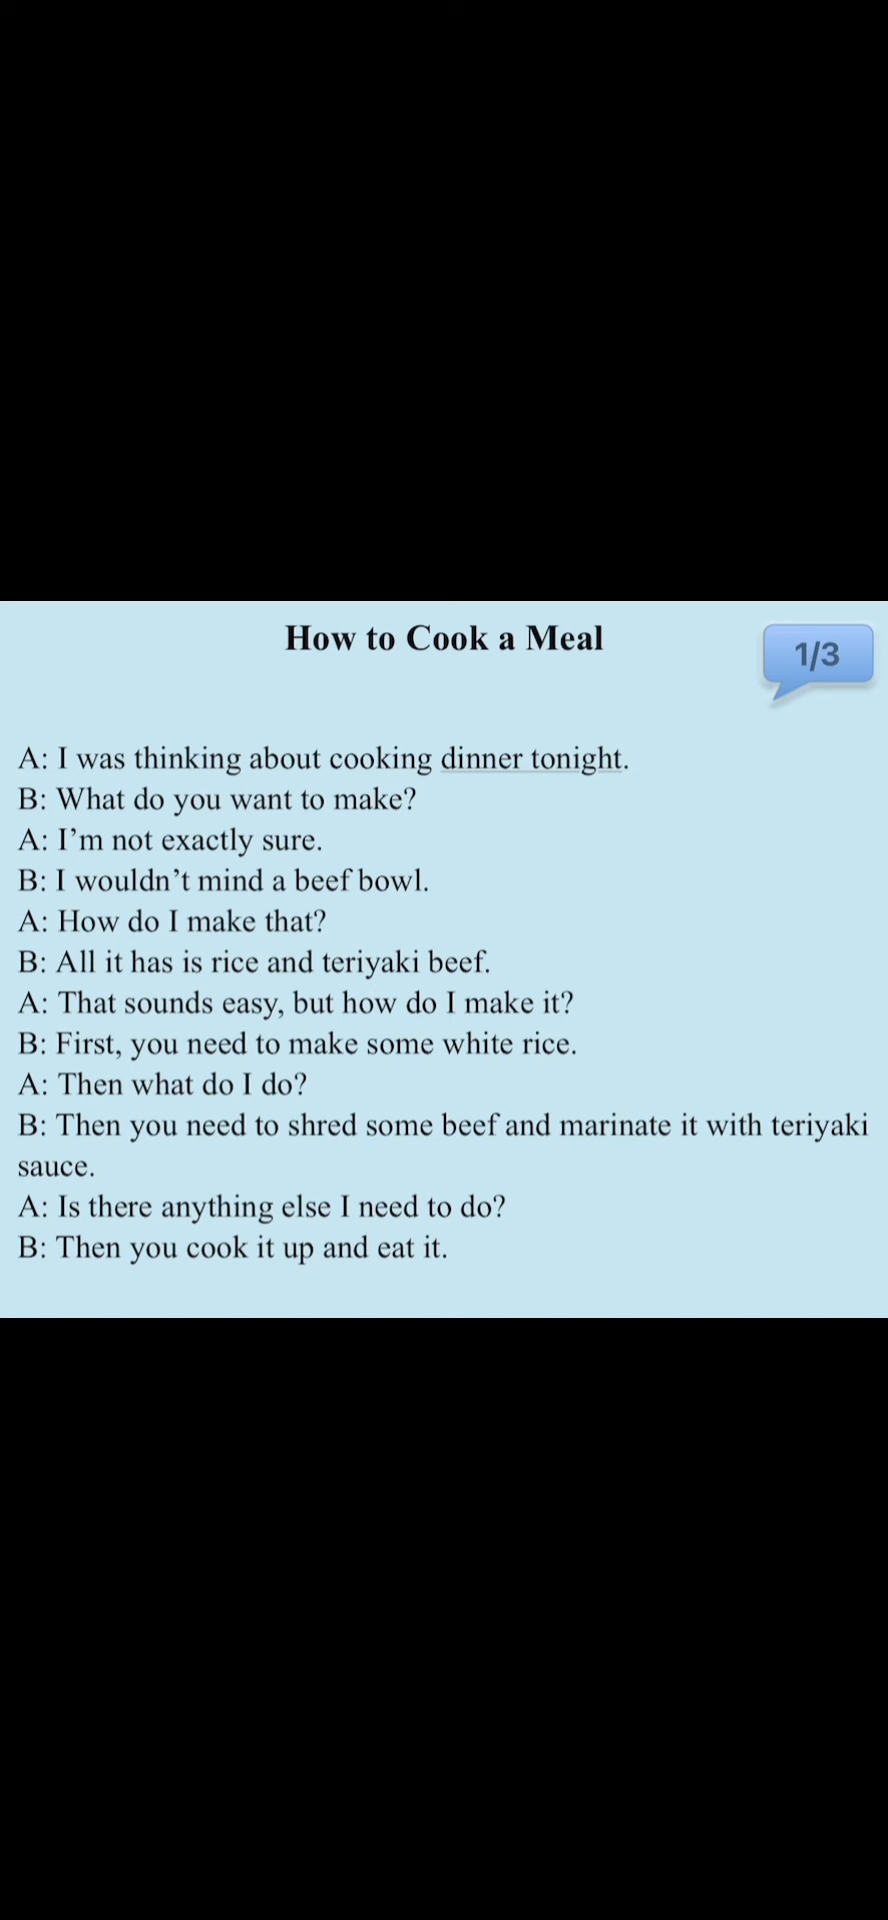 How to Cook a Meal
1/3
A: I was thinking about cooking dinner tonight.
B: What do you want to make?
A: I’m not exactly sure.
B: I wouldn’t mind a beef bowl.
A: How do I make that?
B: All it has is rice and teriyaki beef.
A: That sounds easy, but how do I make it?
B: First, you need to make some white rice.
A: Then what do I do?
B: Then you need to shred some beef and marinate it with teriyaki
sauce.
A: Is there anything else I need to do?
B: Then you cook it up and eat it.